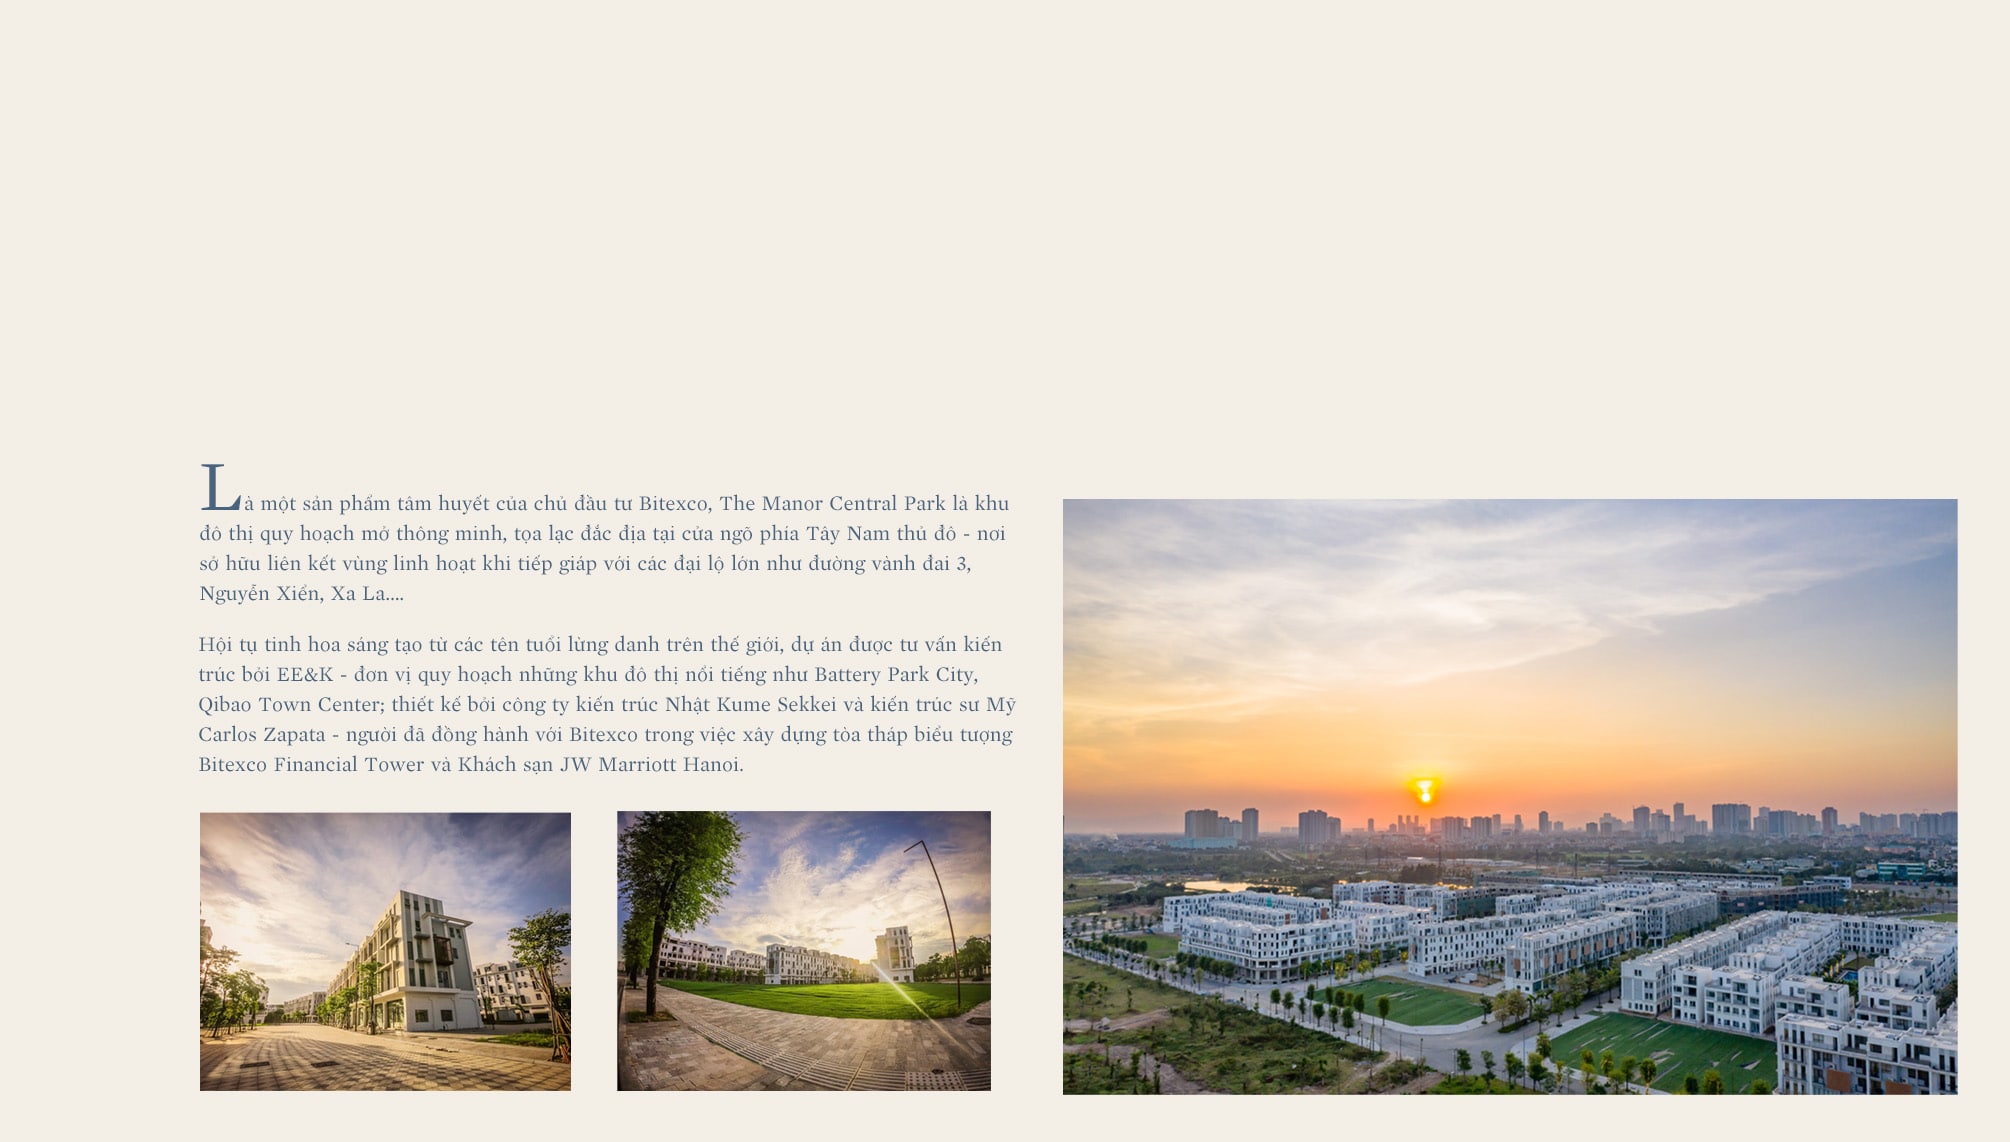 Là một sản phẩm tâm huyết của chủ đầu tư Bitexco, The Manor Central Park là khu
đô thị quy hoạch mở thông minh, tọa lạc đắc địa tại cửa ngõ phía Tây Nam thủ đô - nơi
sở hữu liên kết vùng linh hoạt khi tiếp giáp với các đại lộ lớn như đường vành đai 3,
Nguyễn Xiển, Xa La....
Hội tụ tinh hoa sáng tạo từ các tên tuổi lừng danh trên thế giới, dự án được tư vấn kiến
trúc bởi EE&K - đơn vị quy hoạch những khu đô thị nổi tiếng như Battery Park City,
Qibao Town Center; thiết kế bởi công ty kiến trúc Nhật Kume Sekkei và kiến trúc sư Mỹ
Carlos Zapata - người đã đồng hành với Bitexco trong việc xây dựng tòa tháp biểu tượng
Bitexco Financial Tower và Khách sạn JW Marriott Hanoi.